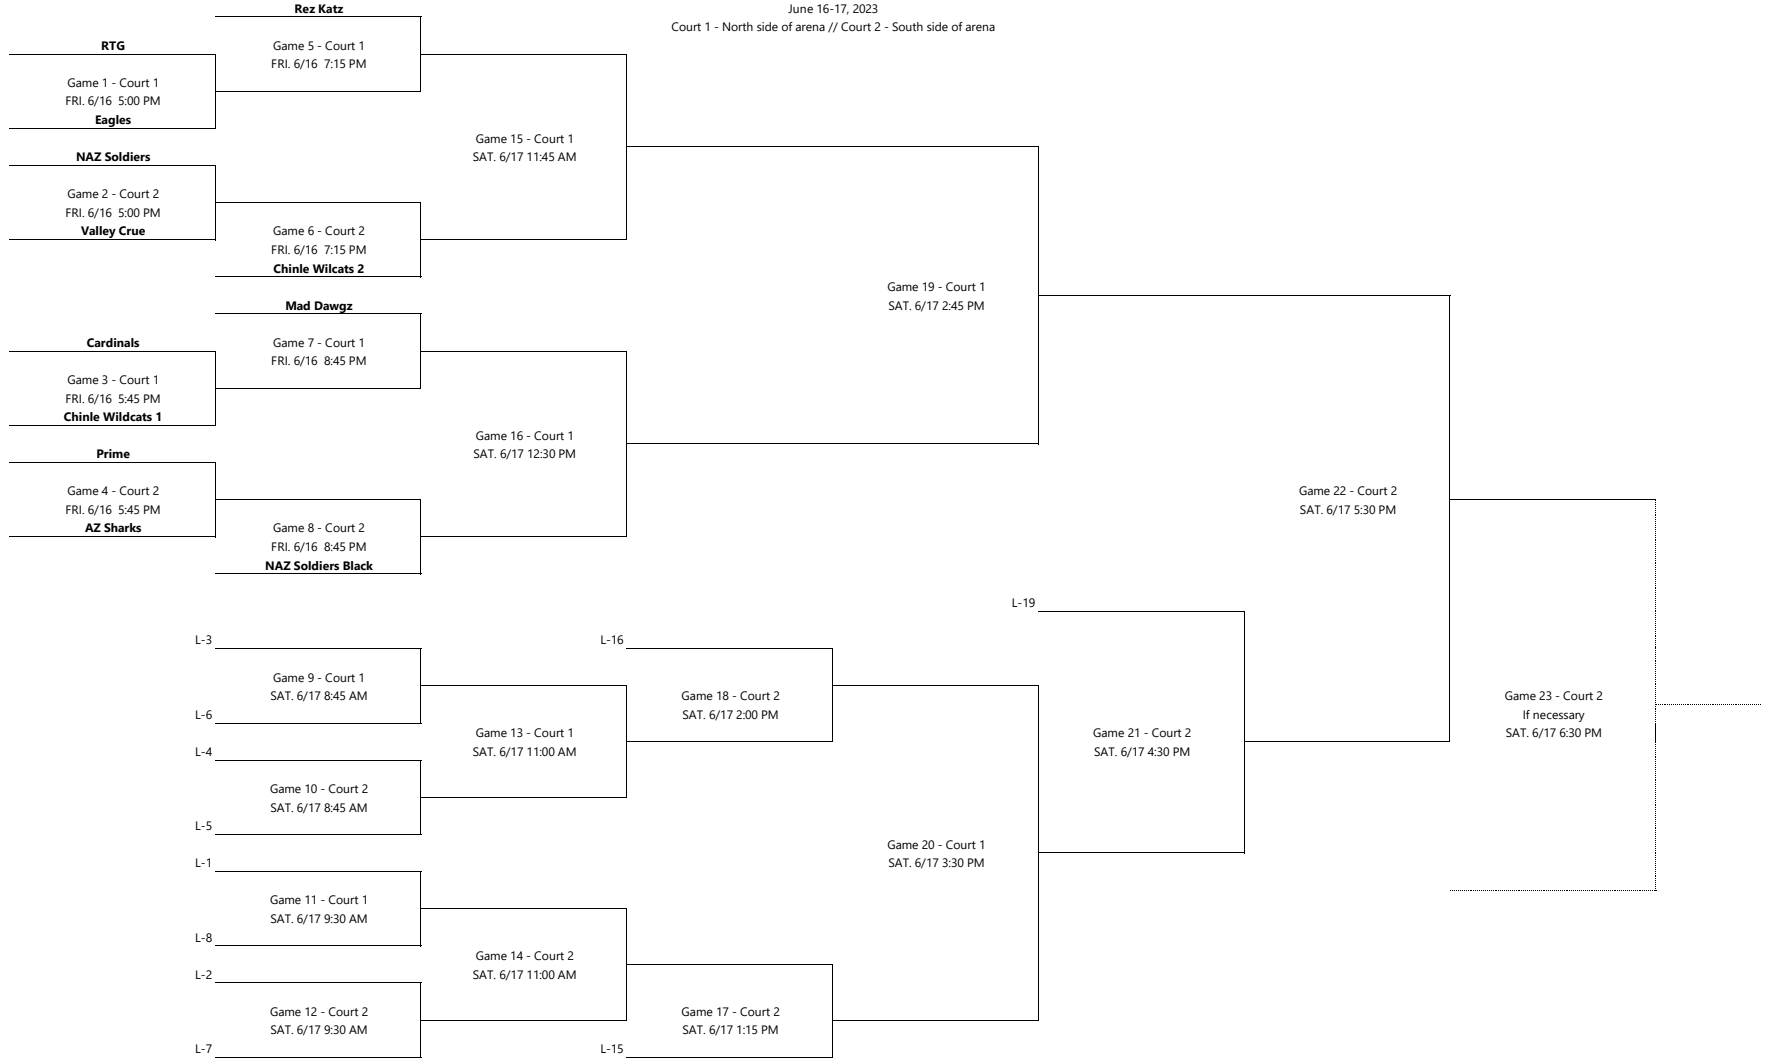 Rez Katz
June 16-17, 2023
Court 1 - North side of arena // Court 2 - South side of arena
RTG
Game 5 - Court 1
FRI. 6/16 7:15 PM
Game 1 - Court 1
FRI. 6/16 5:00 PM
Eagles
Game 15 - Court 1
SAT. 6/17 11:45 AM
NAZ Soldiers
Game 2 - Court 2
FRI. 6/16 5:00 PM
Valley Crue
Game 6 - Court 2
FRI. 6/16 7:15 PM
Chinle Wilcats 2
Game 19 - Court 1
SAT. 6/17 2:45 PM
Mad Dawgz
Cardinals
Game 7 - Court 1
FRI. 6/16 8:45 PM
Game 3 - Court 1
FRI. 6/16 5:45 PM
Chinle Wildcats 1
Game 16 - Court 1
SAT. 6/17 12:30 PM
Prime
Game 4 - Court 2
FRI. 6/16 5:45 PM
AZ Sharks
Game 22 - Court 2
SAT. 6/17 5:30 PM
Game 8 - Court 2
FRI. 6/16 8:45 PM
NAZ Soldiers Black
L-19
L-3
L-16
Game 9 - Court 1
SAT. 6/17 8:45 AM
L-6
Game 18 - Court 2
SAT. 6/17 2:00 PM
Game 23 - Court 2
If necessary
SAT. 6/17 6:30 PM
Game 13 - Court 1
SAT. 6/17 11:00 AM
Game 21 - Court 2
SAT. 6/17 4:30 PM
L-4
Game 10 - Court 2
SAT. 6/17 8:45 AM
L-5
Game 20 - Court 1
SAT. 6/17 3:30 PM
L-1
Game 11 - Court 1
SAT. 6/17 9:30 AM
L-8
Game 14 - Court 2
SAT. 6/17 11:00 AM
L-2
Game 12 - Court 2
SAT. 6/17 9:30 AM
Game 17 - Court 2
SAT. 6/17 1:15 PM
L-7
L-15